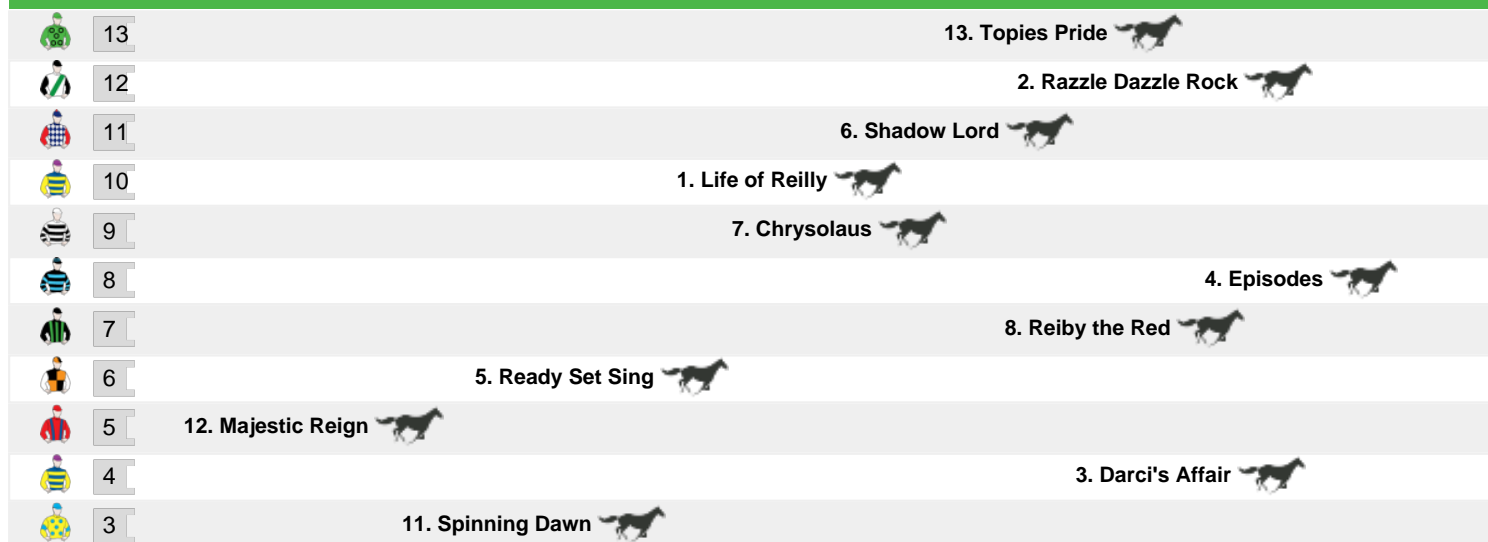 13 13. Topies Pride
12 2. Razzle Dazzle Rock
11 6. Shadow Lord
10 1. Life of Reilly
9 7. Chrysolaus
8 4. Episodes
7 8. Reiby the Red
6 5. Ready Set Sing
5 12. Majestic Reign
4 3. Darci's Affair
3 11. Spinning Dawn